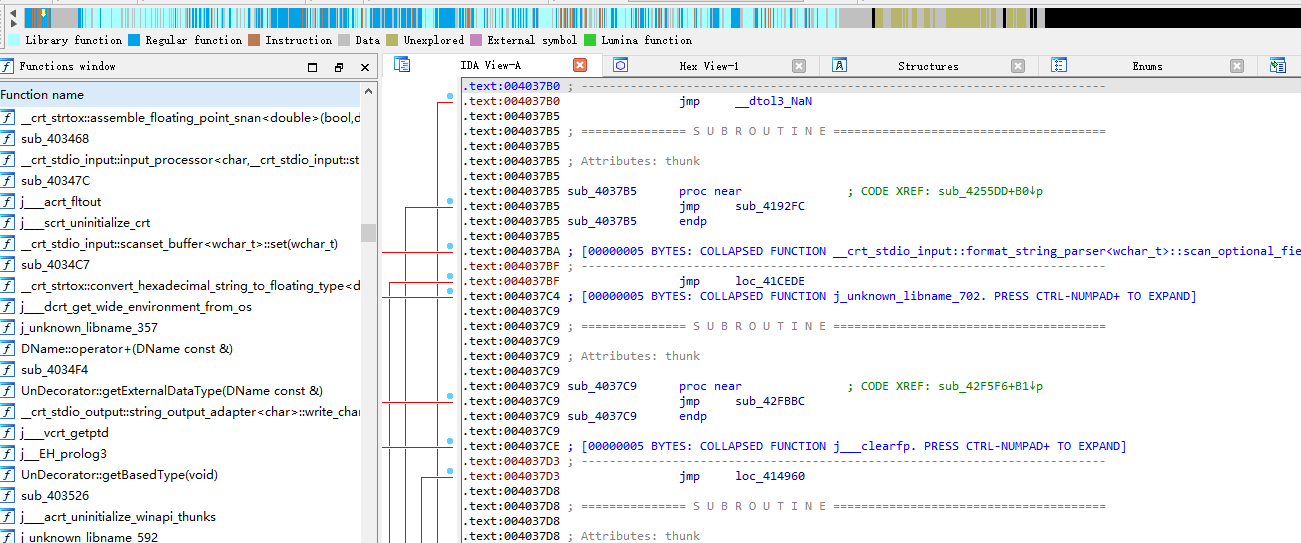 Library function Regular function Instruction Data Unexplored External symbol Lumina function
Functions window
IDA View-A Hex View-1 Structures Enums
Function name
__crt_strtox::assemble_floating_point_snan<double>(bool,d
sub_403468
__crt_stdio_input::input_processor<char,__crt_stdio_input::st
sub_40347C
j___acrt_fltout
j___scrt_uninitialize_crt
__crt_stdio_input::scanset_buffer<wchar_t>::set(wchar_t)
sub_4034C7
__crt_strtox::convert_hexadecimal_string_to_floating_type<d
j___dcrt_get_wide_environment_from_os
j_unknown_libname_357
DName::operator+(DName const &)
sub_4034F4
UnDecorator::getExternalDataType(DName const &)
__crt_stdio_output::string_output_adapter<char>::write_cha
j___vcrt_getptd
j__EH_prolog3
UnDecorator::getBasedType(void)
sub_403526
j___acrt_uninitialize_winapi_thunks
j_unknown_libname_592
.text:004037B0 ; ---------------------------------------------------------------------------
.text:004037B0 jmp __dtol3_NaN
.text:004037B5
.text:004037B5 ; =============== S U B R O U T I N E =======================================
.text:004037B5
.text:004037B5 ; Attributes: thunk
.text:004037B5
.text:004037B5 sub_4037B5 proc near ; CODE XREF: sub_4255DD+B0↓p
.text:004037B5 jmp sub_4192FC
.text:004037B5 sub_4037B5 endp
.text:004037B5
.text:004037BA ; [00000005 BYTES: COLLAPSED FUNCTION __crt_stdio_input::format_string_parser<wchar_t>::scan_optional_fie
.text:004037BF ; ---------------------------------------------------------------------------
.text:004037BF jmp loc_41CEDE
.text:004037C4 ; [00000005 BYTES: COLLAPSED FUNCTION j_unknown_libname_702. PRESS CTRL-NUMPAD+ TO EXPAND]
.text:004037C9
.text:004037C9 ; =============== S U B R O U T I N E =======================================
.text:004037C9
.text:004037C9 ; Attributes: thunk
.text:004037C9
.text:004037C9 sub_4037C9 proc near ; CODE XREF: sub_42F5F6+B1↓p
.text:004037C9 jmp sub_42FBBC
.text:004037C9 sub_4037C9 endp
.text:004037C9
.text:004037CE ; [00000005 BYTES: COLLAPSED FUNCTION j___clearfp. PRESS CTRL-NUMPAD+ TO EXPAND]
.text:004037D3 ; ---------------------------------------------------------------------------
.text:004037D3 jmp loc_414960
.text:004037D8
.text:004037D8 ; =============== S U B R O U T I N E =======================================
.text:004037D8
.text:004037D8 ; Attributes: thunk